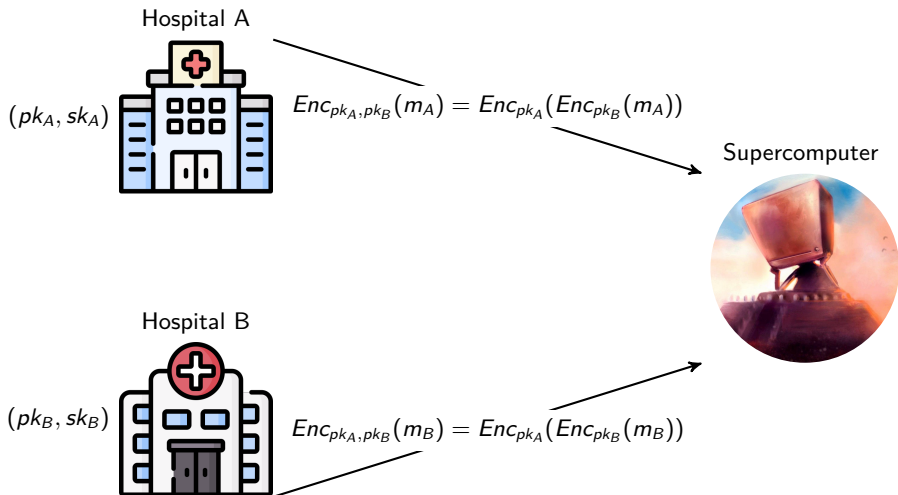 Hospital A
(pk_A, sk_A)
Enc_{pk_A,pk_B}(m_A) = Enc_{pk_A}(Enc_{pk_B}(m_A))
Supercomputer
Hospital B
(pk_B, sk_B)
Enc_{pk_A,pk_B}(m_B) = Enc_{pk_A}(Enc_{pk_B}(m_B))